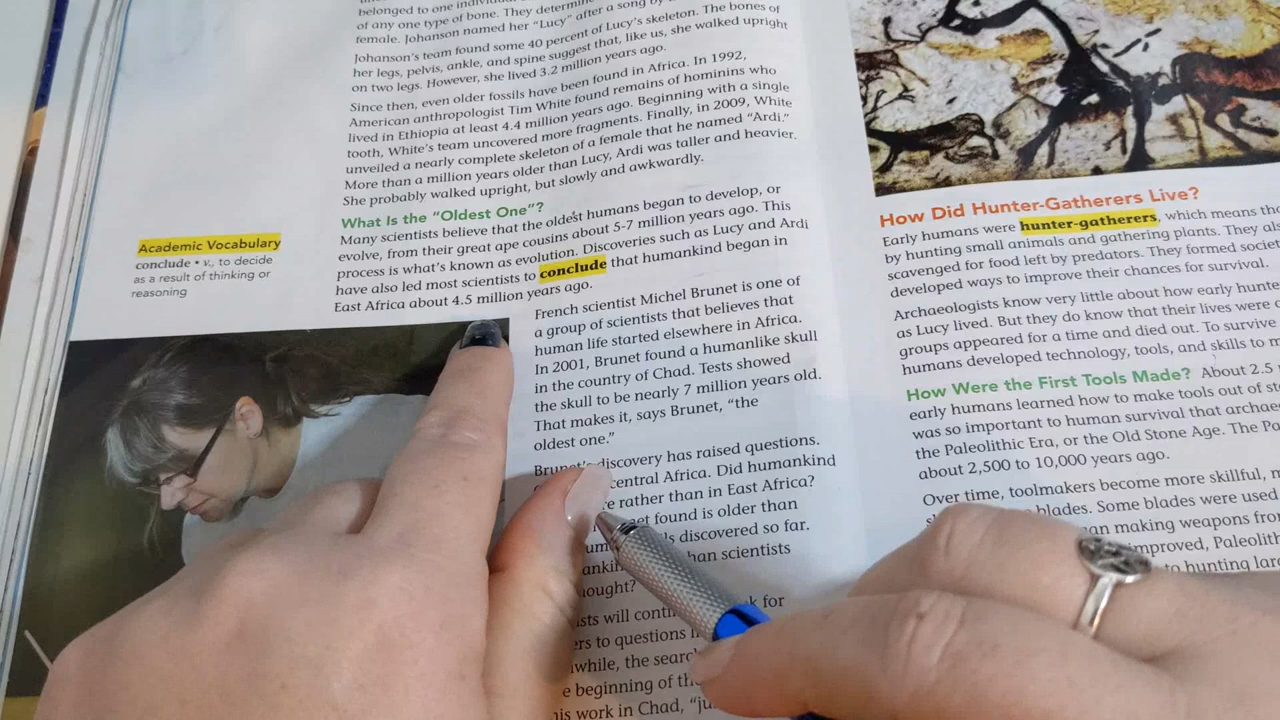 belonged to one
of any one type of bone. They
female. Johanson named her "Lucy" after a song by
Johanson's team found some 40 percent of Lucy's skeleton. The bones of
her legs, pelvis, ankle, and spine suggest that, like us, she walked upright
on two legs. However, she lived 3.2 million years ago.
Since then, even older fossils have been found in Africa. In 1992,
American anthropologist Tim White found remains of hominins who
lived in Ethiopia at least 4.4 million years ago. Beginning with a single
tooth, White's team uncovered more fragments. Finally, in 2009, White
unveiled a nearly complete skeleton of a female that he named "Ardi."
More than a million years older than Lucy, Ardi was taller and heavier.
She probably walked upright, but slowly and awkwardly.
What Is the "Oldest One"?
Many scientists believe that the oldest humans began to develop, or
evolve, from their great ape cousins about 5-7 million years ago. This
process is what's known as evolution. Discoveries such as Lucy and Ardi
have also led most scientists to conclude that humankind began in
East Africa about 4.5 million years ago.
Academic Vocabulary
conclude • v., to decide
as a result of thinking or
reasoning
French scientist Michel Brunet is one of
a group of scientists that believes that
human life started elsewhere in Africa.
In 2001, Brunet found a humanlike skull
in the country of Chad. Tests showed
the skull to be nearly 7 million years old.
That makes it, says Brunet, "the
oldest one."
Brunet's discovery has raised questions.
central Africa. Did humankind
rather than in East Africa?
found is older than
discovered so far.
scientists
will for
to questions
the
beginning of
work in Chad,
How Did Hunter-Gatherers Live?
Early humans were hunter-gatherers, which means
by hunting small animals and gathering plants. They
scavenged for food left by predators. They formed
developed ways to improve their chances for survival.
Archaeologists know very little about how early
as Lucy lived. But they do know that their lives were
groups appeared for a time and died out. To survive
humans developed technology, tools, and skills to
How Were the First Tools Made? About 2.5
early humans learned how to make tools out of
was so important to human survival that
the Paleolithic Era, or the Old Stone Age. The
about 2,500 to 10,000 years ago.
Over time, toolmakers become more skillful,
blades. Some blades were used
making weapons
improved,
to hunting